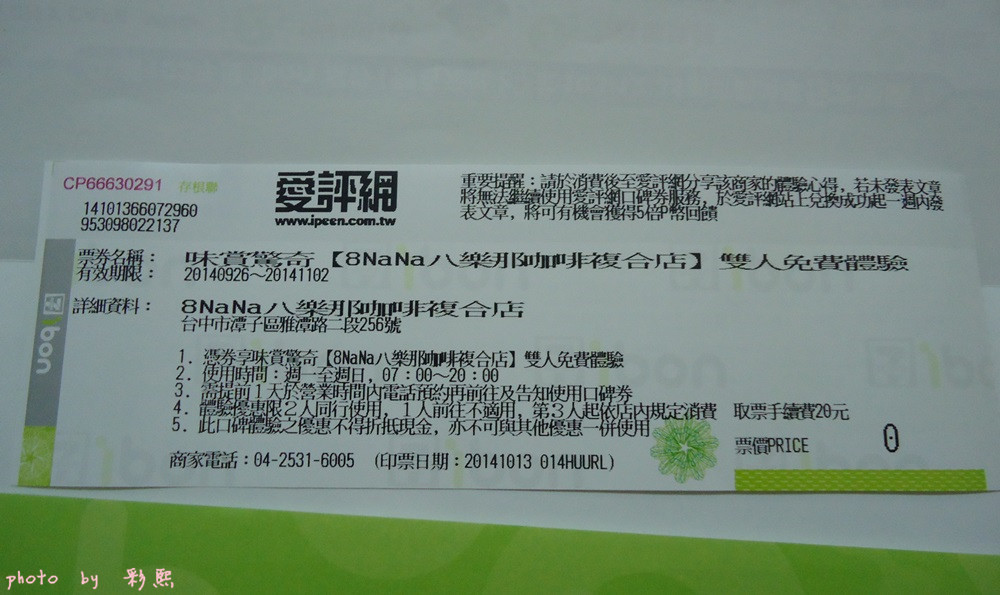 CP66630291 存根聯
14101366072960
953098022137
愛評網
www.ipeen.com.tw
重要提醒：請於消費後至愛評網分享該商家的體驗心得，若未發表文章
將無法繼續使用愛評網口碑券服務，於愛評網站上兌換成功起一週內發
表文章，將可有機會獲得5倍P幣回饋
票券名稱： 味賞驚奇【8NaNa八樂那咖啡複合店】雙人免費體驗
有效期限： 20140926～20141102
詳細資料： 8NaNa八樂那咖啡複合店
台中市潭子區雅潭路二段256號
1. 憑券享味賞驚奇【8NaNa八樂那咖啡複合店】雙人免費體驗
2. 使用時間：週一至週日，07：00～20：00
3. 需提前1天於營業時間內電話預約再前往及告知使用口碑券
4. 體驗優惠限2人同行使用，1人前往不適用，第3人起依店內規定消費
5. 此口碑體驗之優惠不得折抵現金，亦不可與其他優惠一併使用
取票手續費20元
票價PRICE 0
商家電話：04-2531-6005 (印票日期：20141013 014HUURL)
ibon
photo by 彩熙